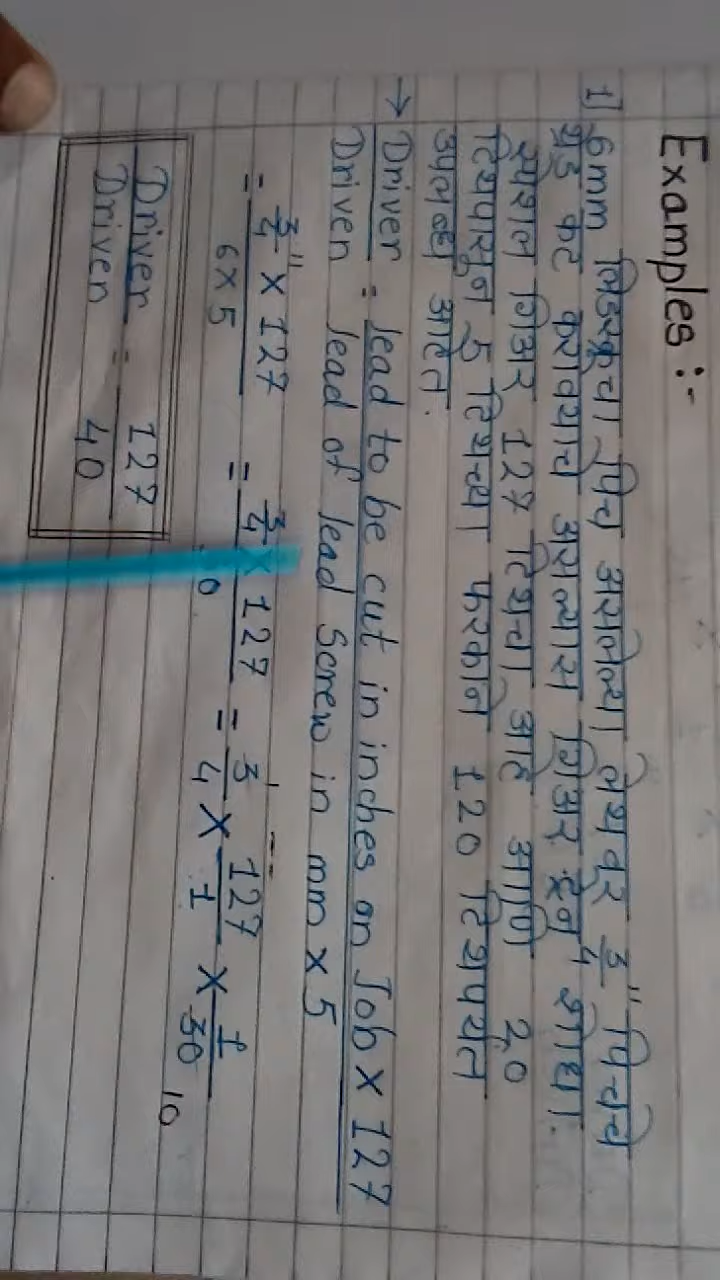 Examples :-
1] 6mm लिडस्क्रुचा पिच असलेल्या लेथवर 3/4" पिचचे
थ्रेड कट करावयाचे असल्यास गिअर ट्रेन शोधा.
स्पेशल गिअर 127 टिथचा आहे आणि 20
टिथपासुन 5 टिथच्या फरकाने 120 टिथपर्यंत
उपलब्ध आहेत.
→ Driver / Driven = lead to be cut in inches on Job × 127 / lead of lead Screw in mm × 5
= 3/4" × 127 / 6 × 5 = 3/4 × 127 / 0 = 3/4 × 127/1 × 1/30 10
Driver / Driven = 127 / 40